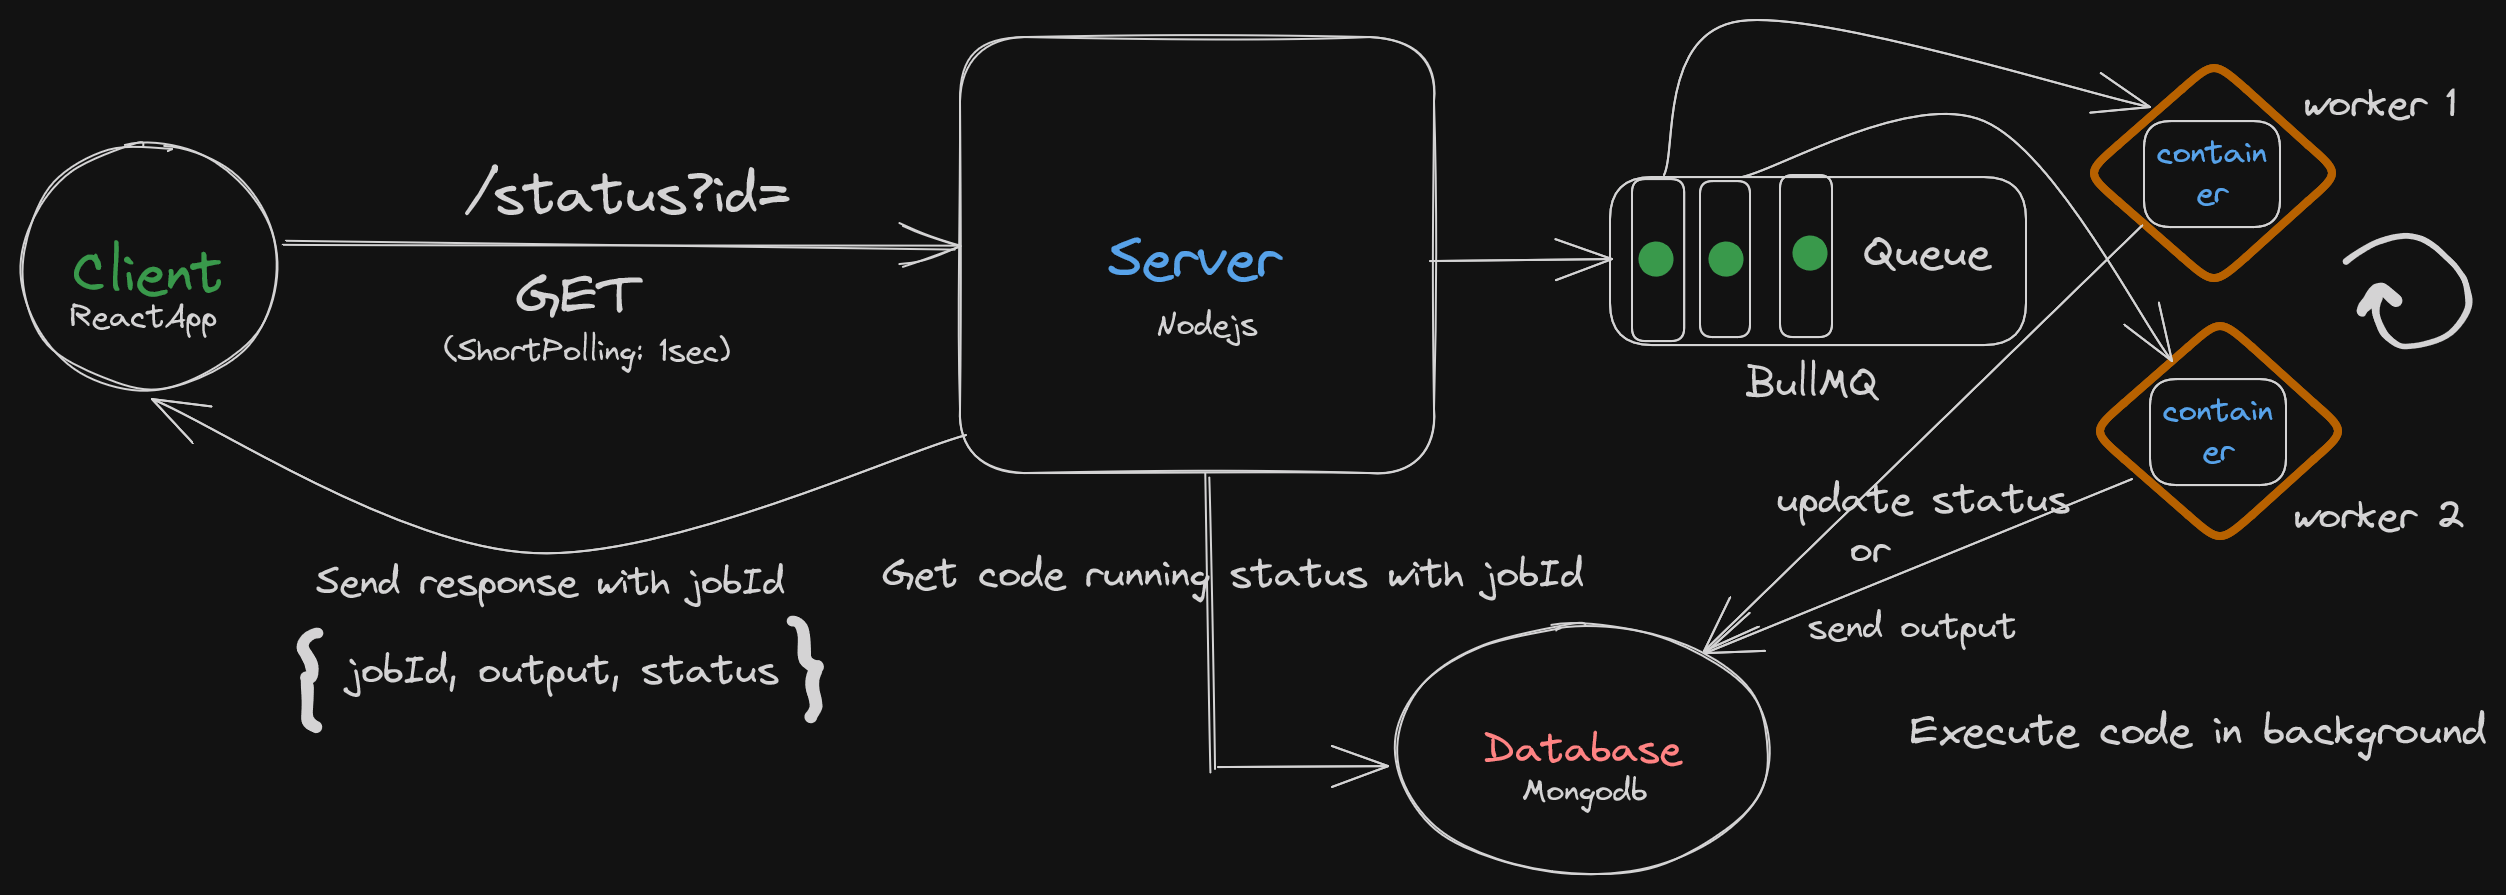 Client
ReactApp
/status?id=
GET
(ShortPolling: 1sec)
Server
Nodejs
Queue
BullMQ
worker 1
contain
er
contain
er
worker 2
update status
or
send output
Send response with jobId
{ jobId, output, status }
Get code running status with jobId
Database
Mongodb
Execute code in background